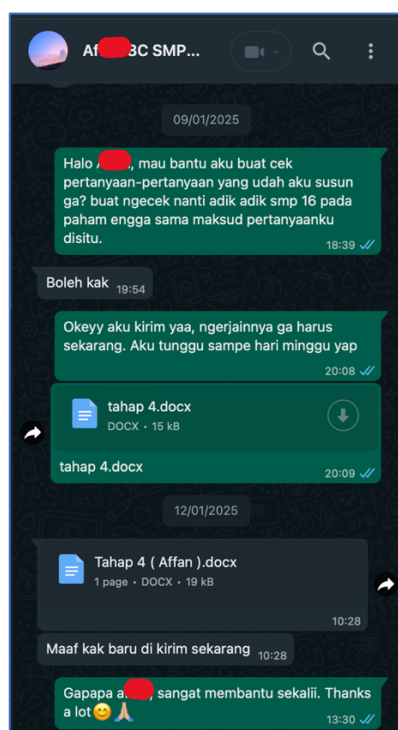 Af BC SMP...
09/01/2025
Halo , mau bantu aku buat cek
pertanyaan-pertanyaan yang udah aku susun
ga? buat ngecek nanti adik adik smp 16 pada
paham engga sama maksud pertanyaanku
disitu.
18:39
Boleh kak 19:54
Okeyy aku kirim yaa, ngerjainnya ga harus
sekarang. Aku tunggu sampe hari minggu yap
20:08
tahap 4.docx
DOCX • 15 kB
tahap 4.docx
20:09
12/01/2025
Tahap 4 ( Affan ).docx
1 page • DOCX • 19 kB
10:28
Maaf kak baru di kirim sekarang 10:28
Gapapa a , sangat membantu sekalii. Thanks
a lot😊🙏🏼
13:30